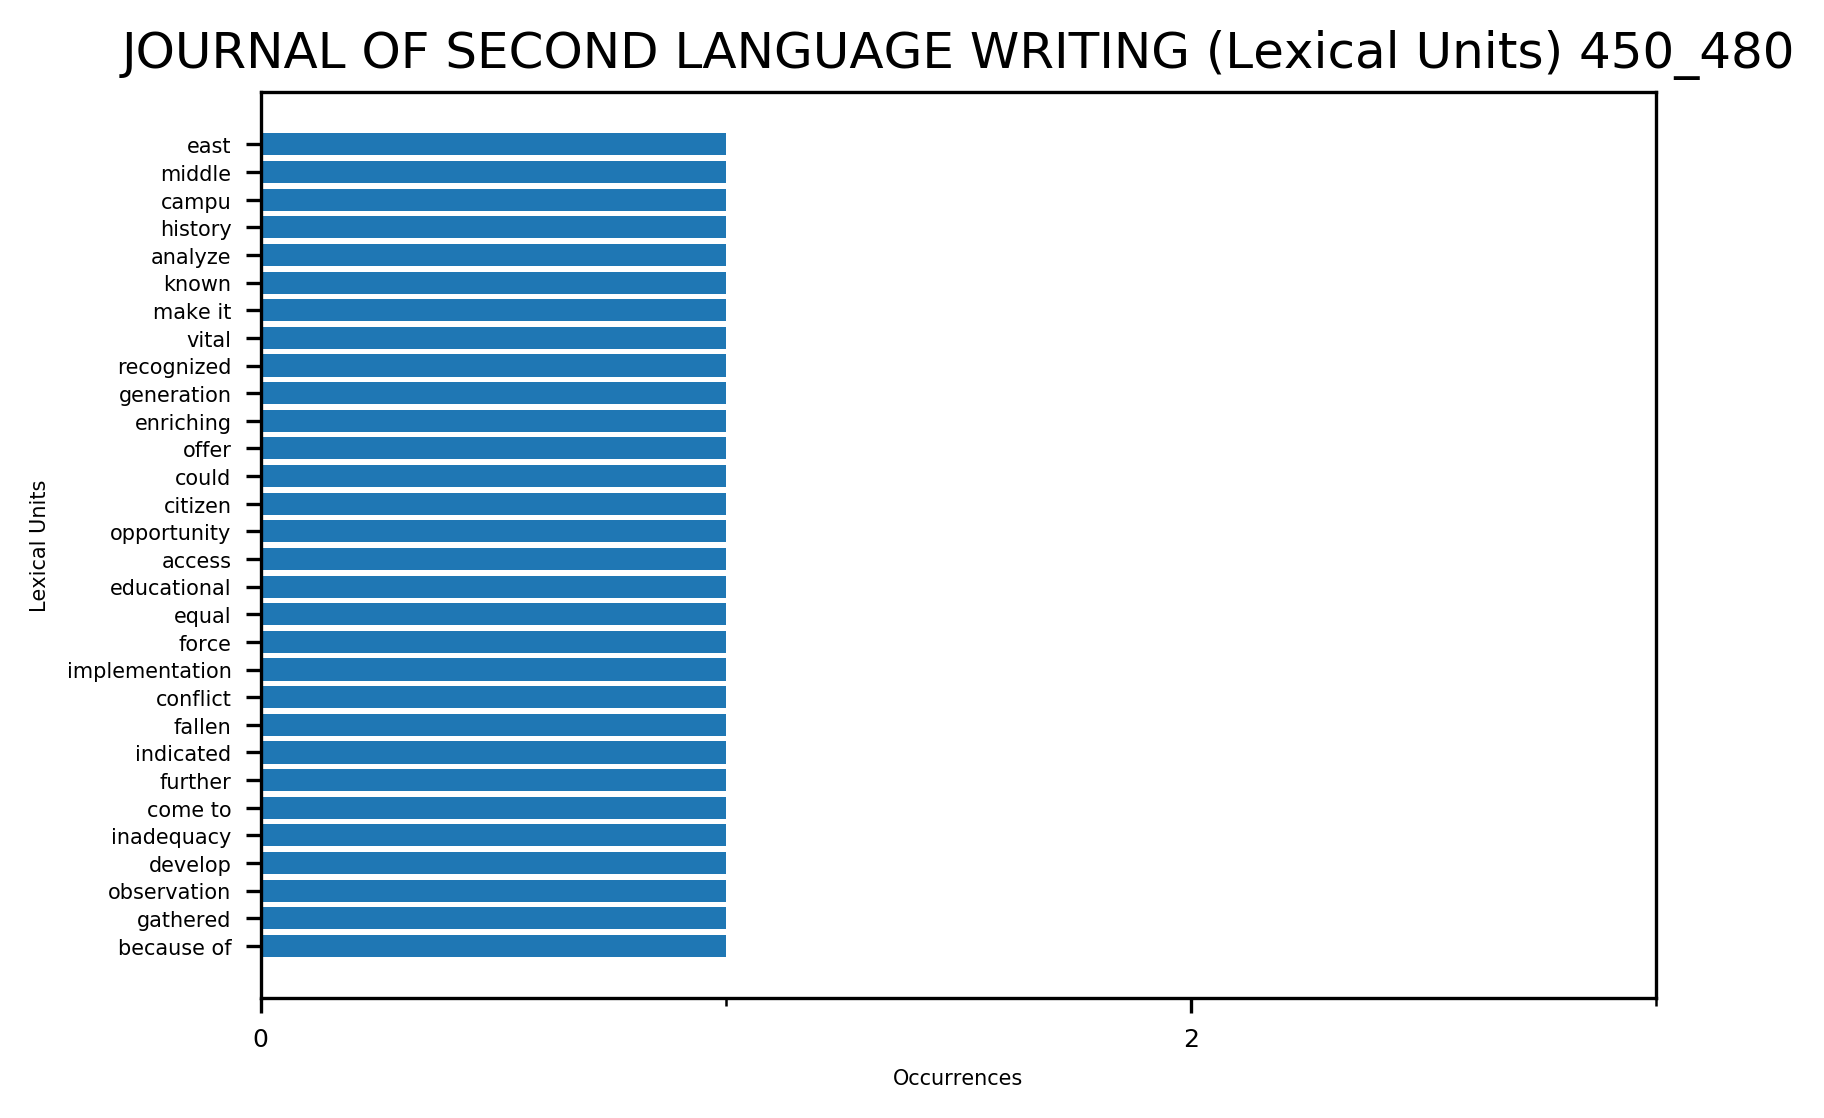 JOURNAL OF SECOND LANGUAGE WRITING (Lexical Units) 450_480
east
middle
campu
history
analyze
known
make it
vital
recognized
generation
enriching
offer
could
citizen
opportunity
access
educational
equal
force
implementation
conflict
fallen
indicated
further
come to
inadequacy
develop
observation
gathered
because of
Lexical Units
0
2
Occurrences